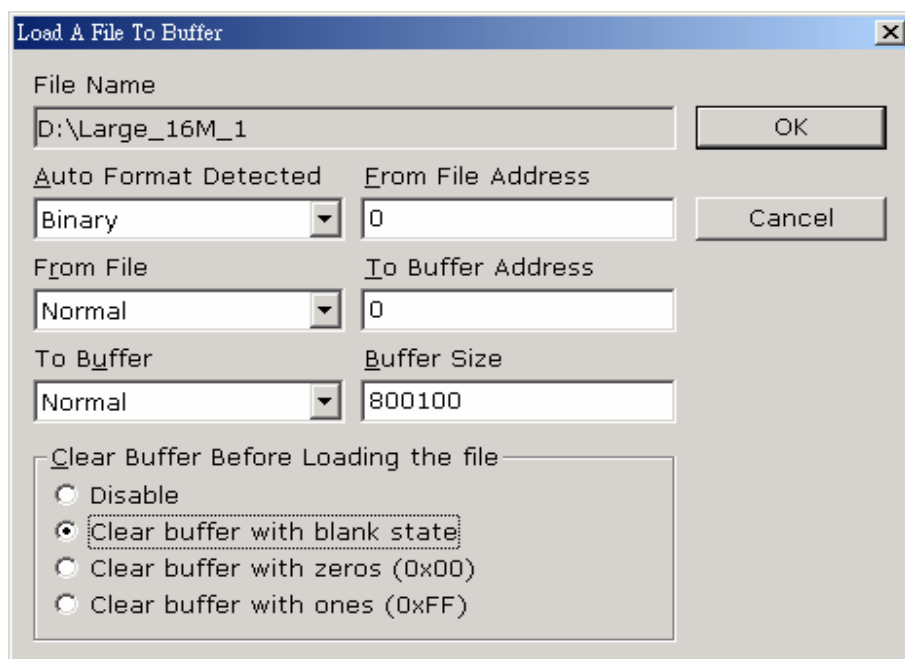 Load A File To Buffer
File Name
D:\Large_16M_1
OK
Auto Format Detected
From File Address
Binary
0
Cancel
From File
To Buffer Address
Normal
0
To Buffer
Buffer Size
Normal
800100
Clear Buffer Before Loading the file
Disable
Clear buffer with blank state
Clear buffer with zeros (0x00)
Clear buffer with ones (0xFF)